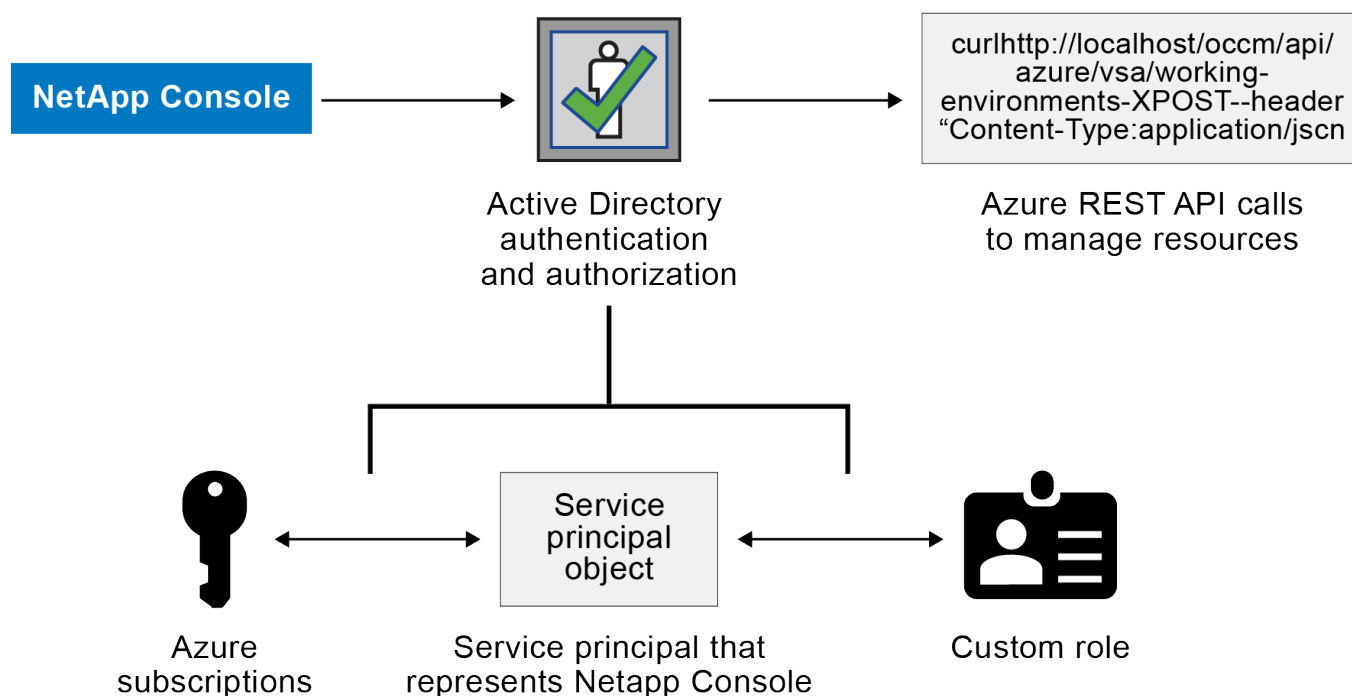 NetApp Console
curlhttp://localhost/occm/api/
azure/vsa/working-
environments-XPOST--header
“Content-Type:application/jscn
Active Directory
authentication
and authorization
Azure REST API calls
to manage resources
Service
principal
object
Azure
subscriptions
Service principal that
represents Netapp Console
Custom role